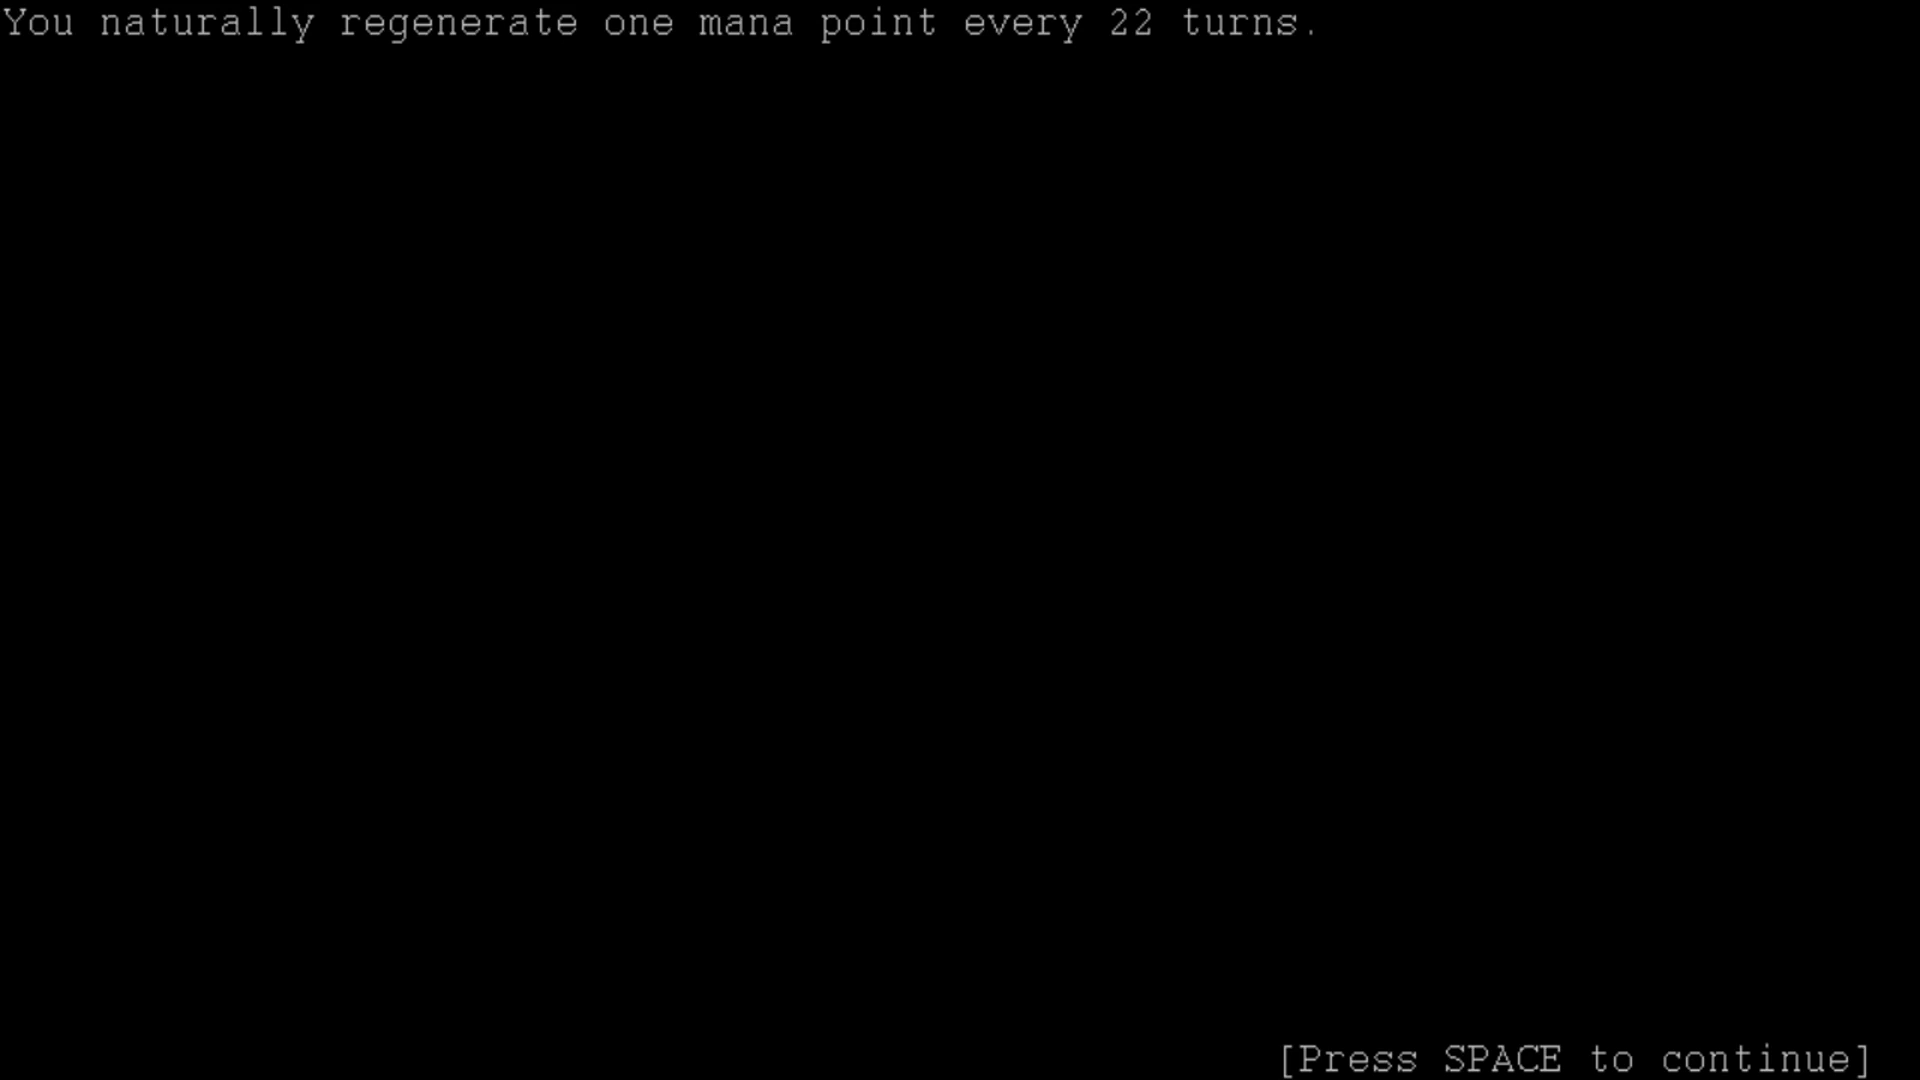 You naturally regenerate one mana point every 22 turns.
[Press SPACE to continue]